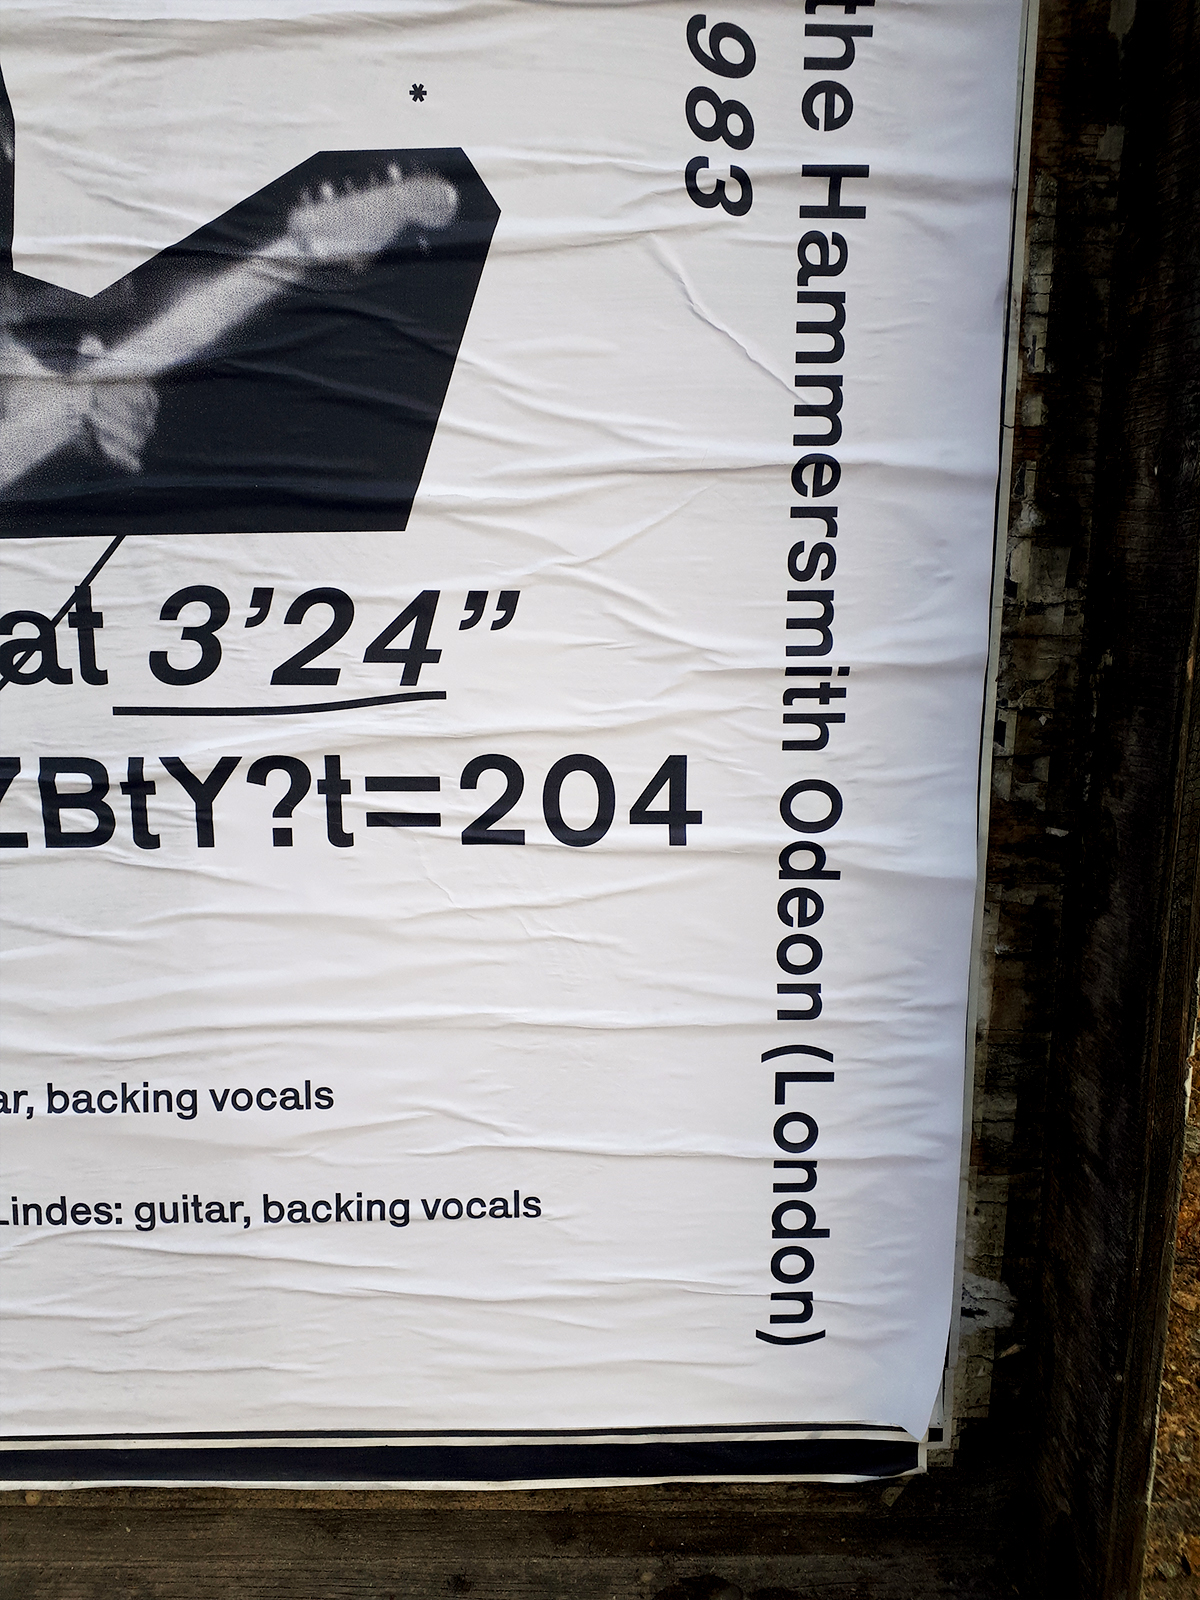 *
at 3’24”
ZBtY?t=204
ar, backing vocals
Lindes: guitar, backing vocals
the Hammersmith Odeon (London)
983